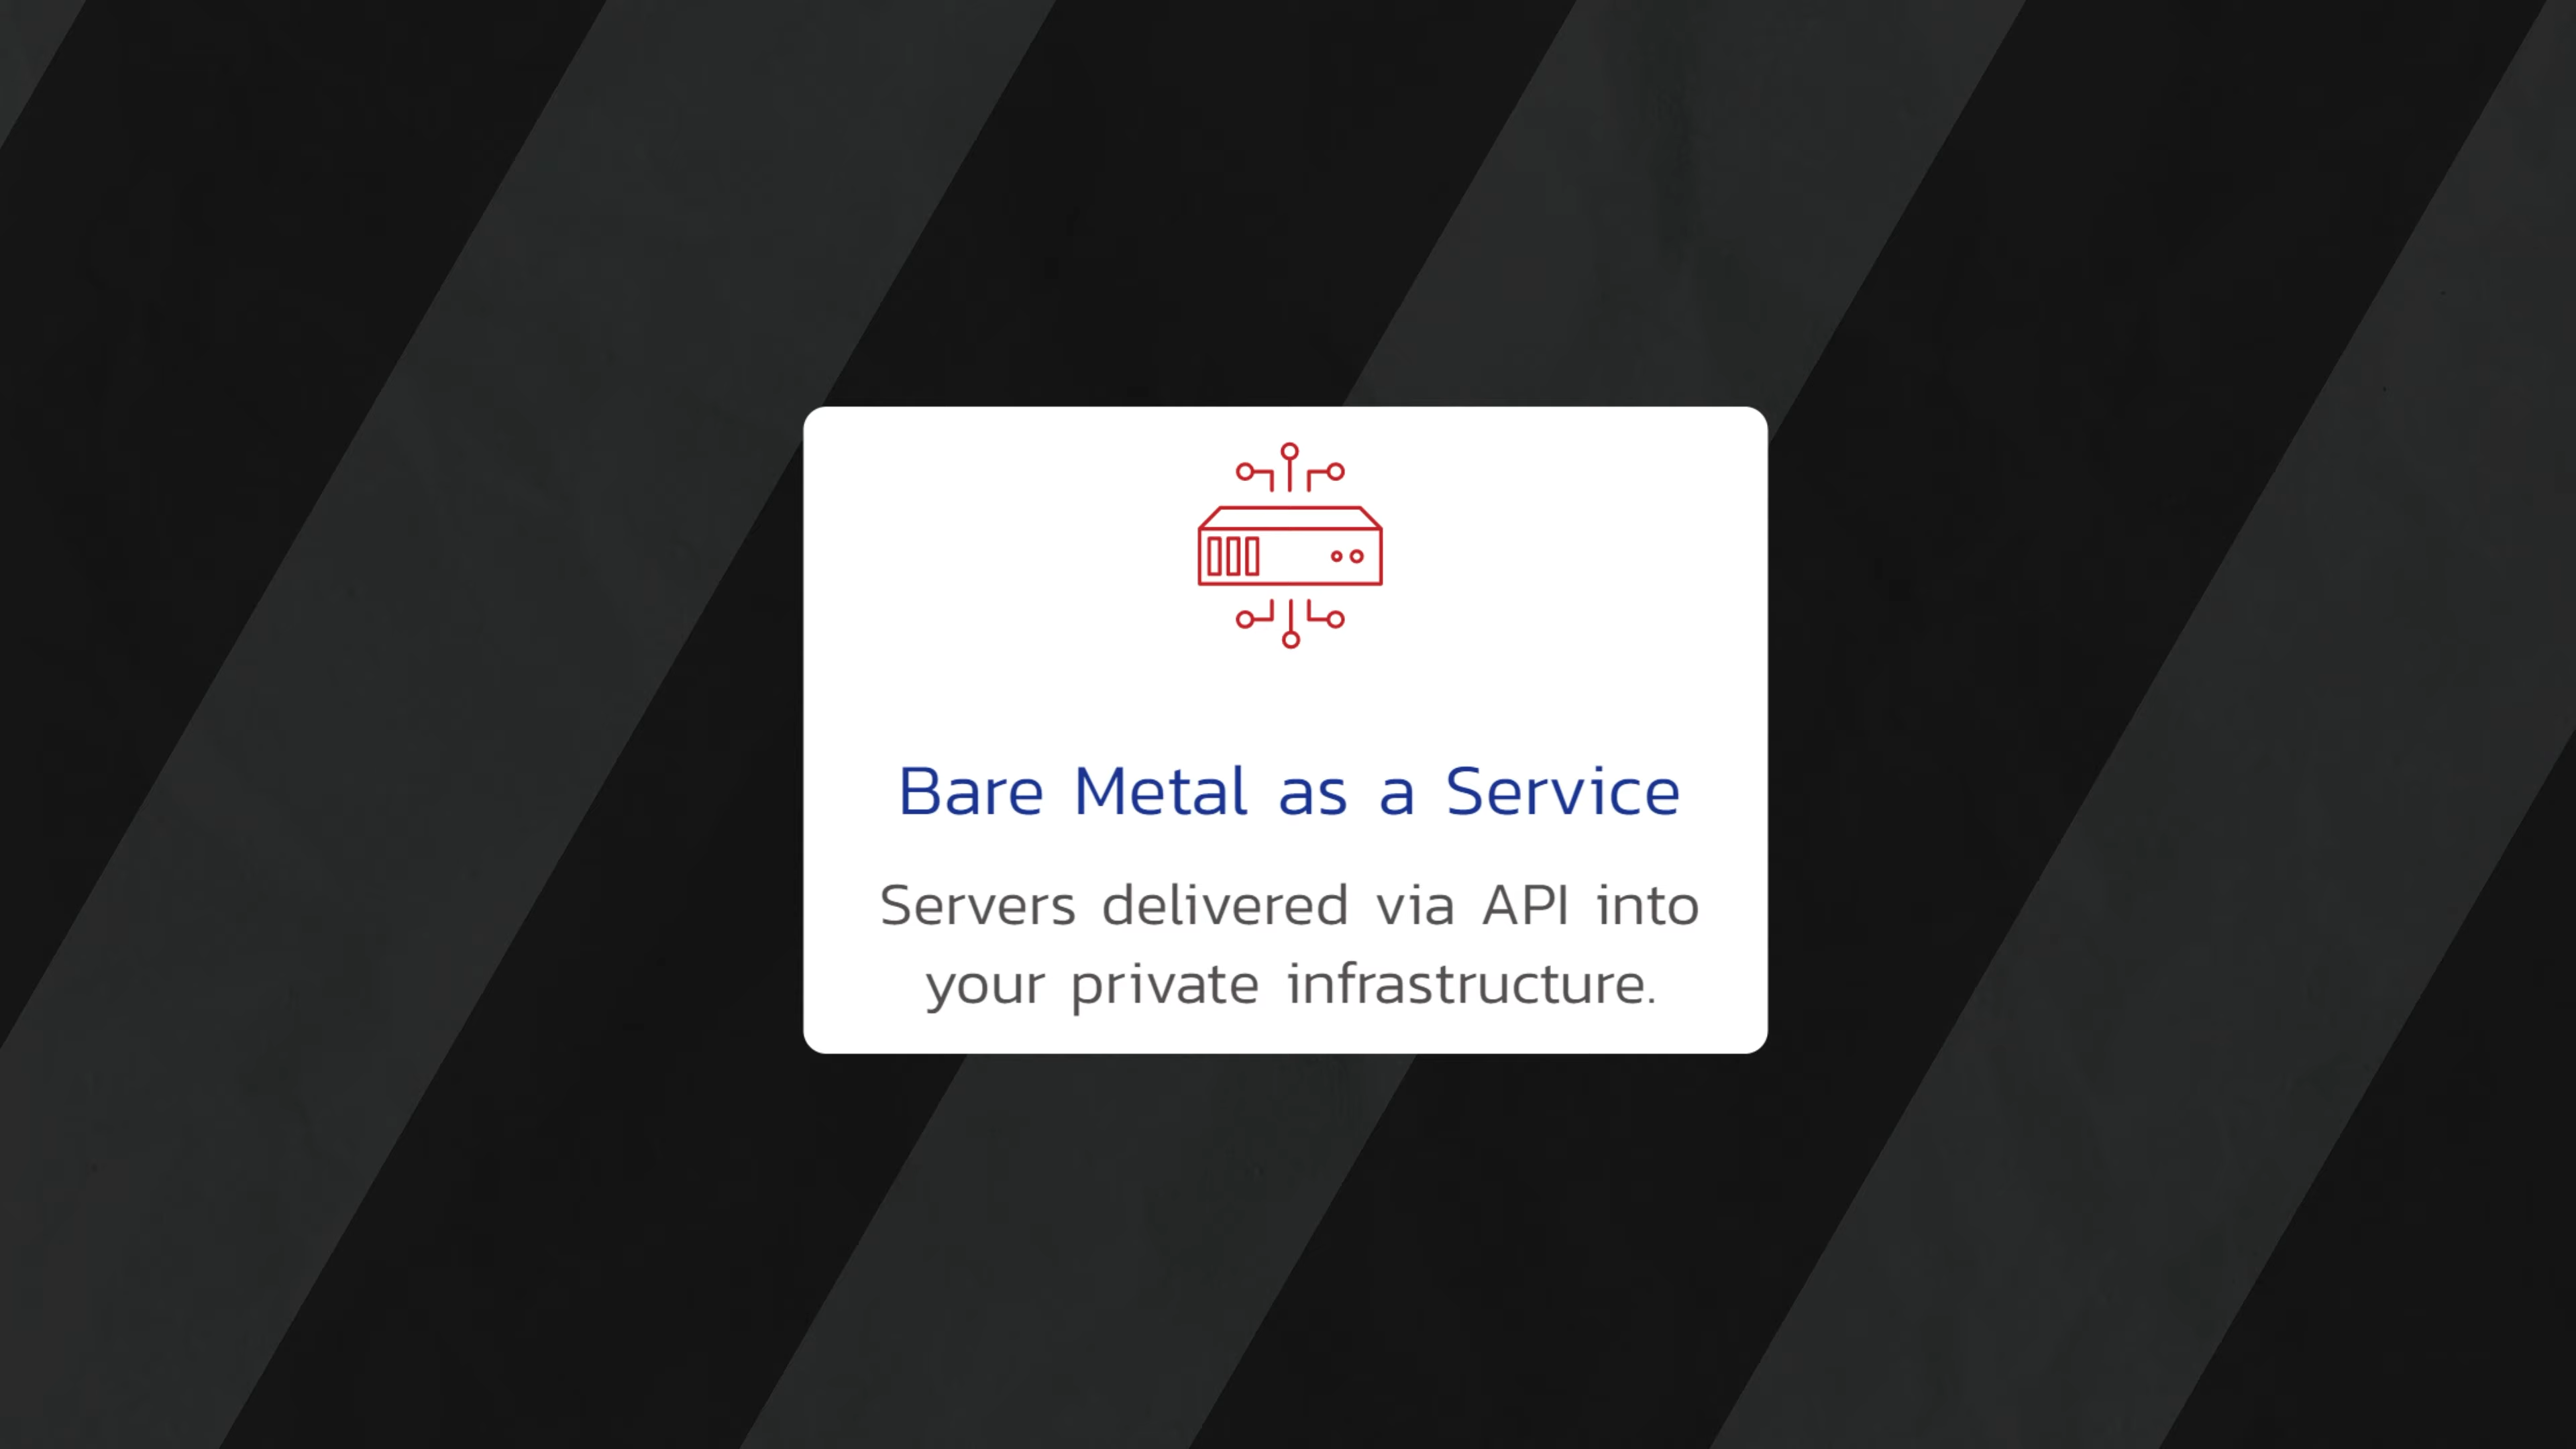 Bare Metal as a Service
Servers delivered via API into
your private infrastructure.